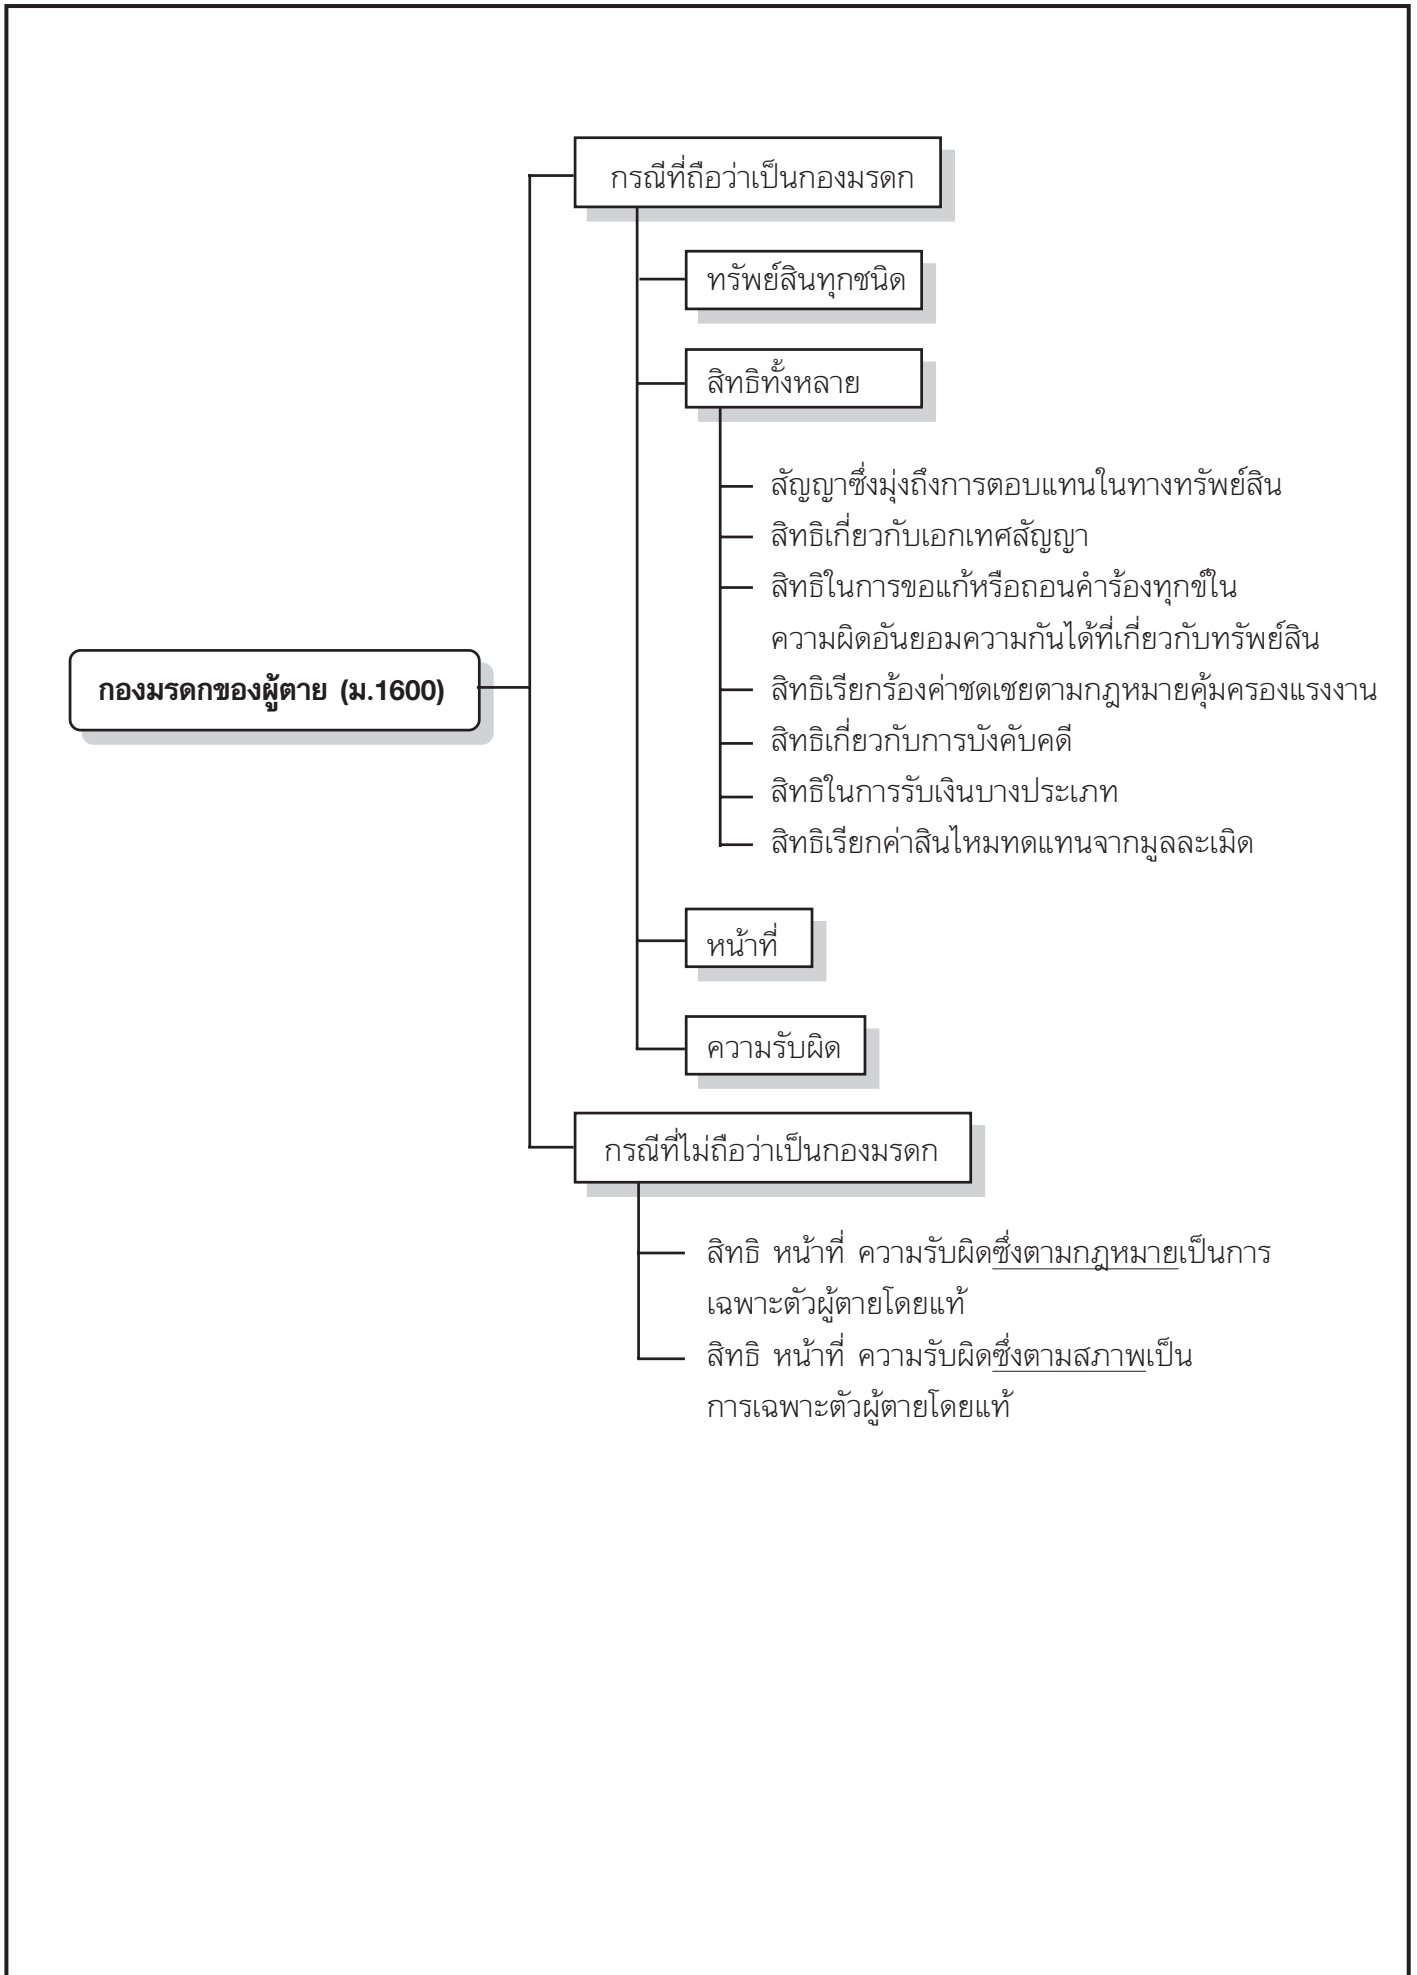 กรณีที่ถือว่าเป็นกองมรดก
ทรัพย์สินทุกชนิด
สิทธิทั้งหลาย
สัญญาซึ่งมุ่งถึงการตอบแทนในทางทรัพย์สิน
สิทธิเกี่ยวกับเอกเทศสัญญา
สิทธิในการขอแก้หรือถอนคำร้องทุกข์ใน
ความผิดอันยอมความกันได้ที่เกี่ยวกับทรัพย์สิน
กองมรดกของผู้ตาย (ม.1600)
สิทธิเรียกร้องค่าชดเชยตามกฎหมายคุ้มครองแรงงาน
สิทธิเกี่ยวกับการบังคับคดี
สิทธิในการรับเงินบางประเภท
สิทธิเรียกค่าสินไหมทดแทนจากมูลละเมิด
หน้าที่
ความรับผิด
กรณีที่ไม่ถือว่าเป็นกองมรดก
สิทธิ หน้าที่ ความรับผิดซึ่งตามกฎหมายเป็นการ
เฉพาะตัวผู้ตายโดยแท้
สิทธิ หน้าที่ ความรับผิดซึ่งตามสภาพเป็น
การเฉพาะตัวผู้ตายโดยแท้